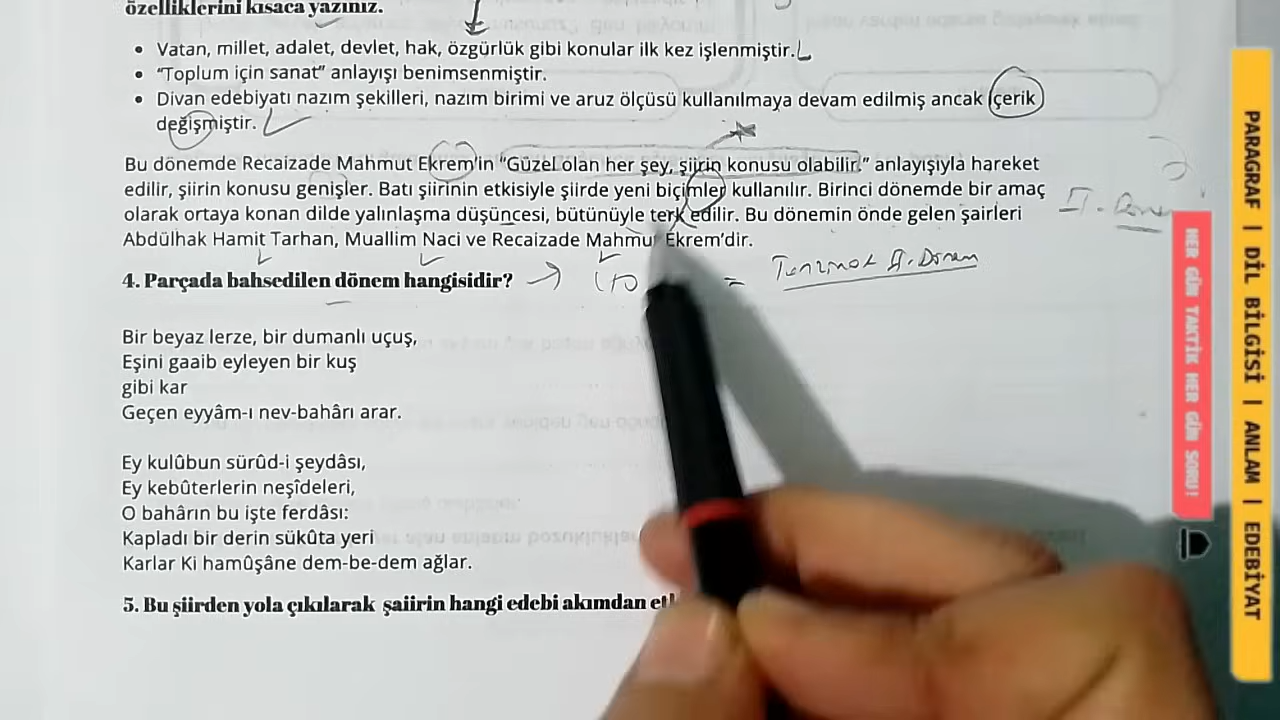 özelliklerini kısaca yazınız.
• Vatan, millet, adalet, devlet, hak, özgürlük gibi konular ilk kez işlenmiştir.
• “Toplum için sanat” anlayışı benimsenmiştir.
• Divan edebiyatı nazım şekilleri, nazım birimi ve aruz ölçüsü kullanılmaya devam edilmiş ancak içerik
değişmiştir.
Bu dönemde Recaizade Mahmut Ekrem’in “Güzel olan her şey, şiirin konusu olabilir.” anlayışıyla hareket
edilir, şiirin konusu genişler. Batı şiirinin etkisiyle şiirde yeni biçimler kullanılır. Birinci dönemde bir amaç
olarak ortaya konan dilde yalınlaşma düşüncesi, bütünüyle terk edilir. Bu dönemin önde gelen şairleri
Abdülhak Hamit Tarhan, Muallim Naci ve Recaizade Mahmut Ekrem’dir.
II. Dönem
4. Parçada bahsedilen dönem hangisidir?
= Tanzimat II. Dönem
Bir beyaz lerze, bir dumanlı uçuş,
Eşini gaaib eyleyen bir kuş
gibi kar
Geçen eyyâm-ı nev-bahârı arar.
Ey kulûbun sürûd-i şeydâsı,
Ey kebûterlerin neşîdeleri,
O bahârın bu işte ferdâsı:
Kapladı bir derin sükûta yeri
Karlar Ki hamûşâne dem-be-dem ağlar.
5. Bu şiirden yola çıkılarak şaiirin hangi edebi akımdan
HER GÜN TAKTİK HER GÜN SORU!
PARAGRAF | DİL BİLGİSİ | ANLAM | EDEBİYAT